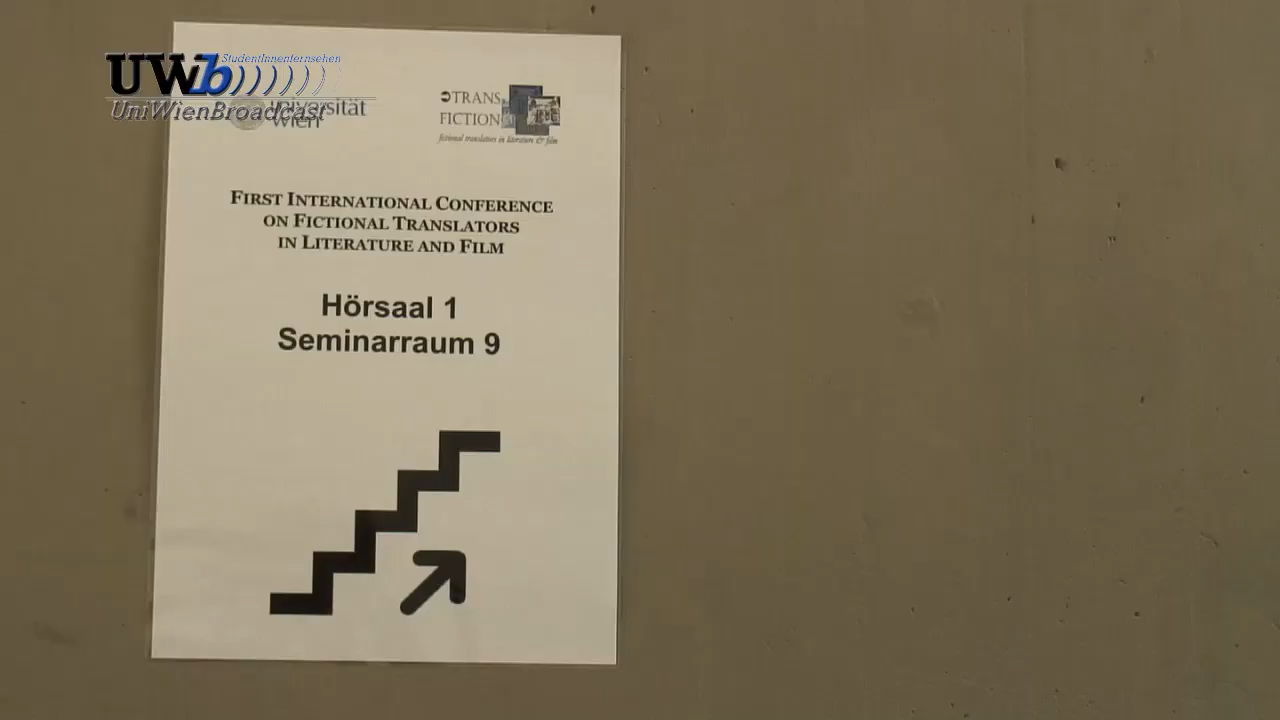 UWb StudentInnenfernsehen
UniWienBroadcast
universität
wien
TRANS
FICTION
fictional translators in literature & film
FIRST INTERNATIONAL CONFERENCE
ON FICTIONAL TRANSLATORS
IN LITERATURE AND FILM
Hörsaal 1
Seminarraum 9